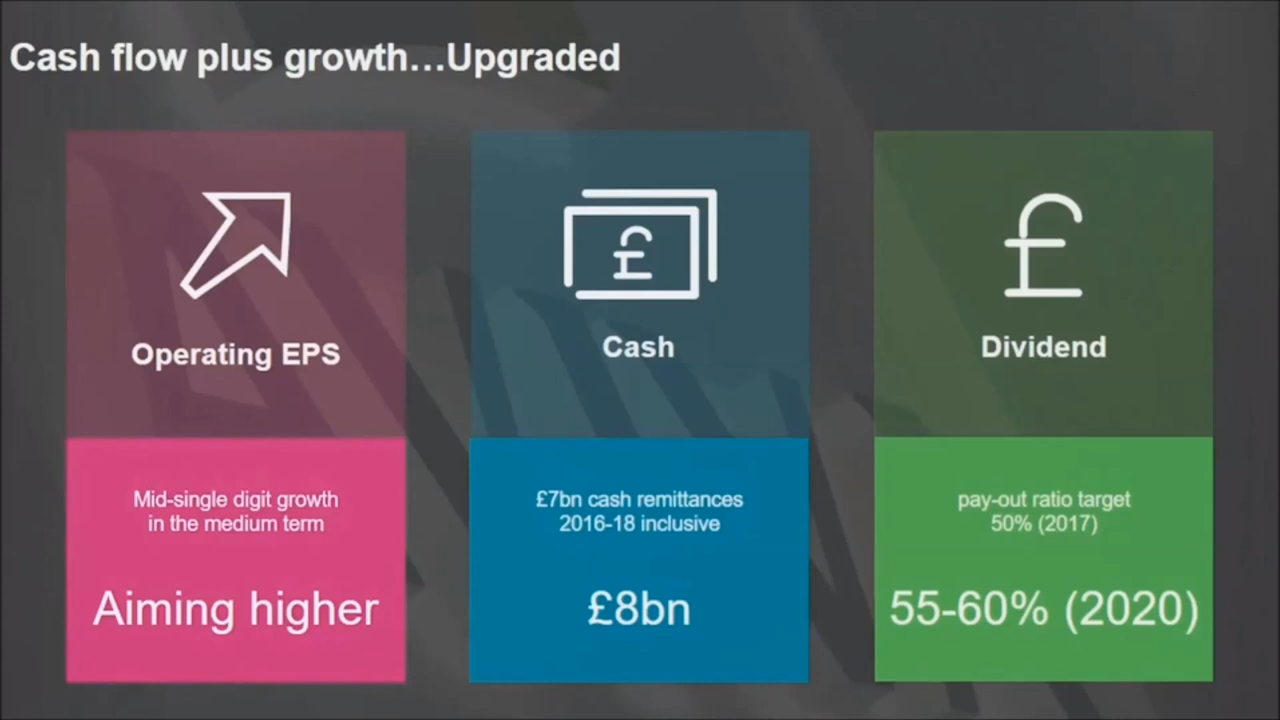 Cash flow plus growth…Upgraded
Operating EPS
Mid-single digit growth
in the medium term
Aiming higher
£
Cash
£7bn cash remittances
2016-18 inclusive
£8bn
£
Dividend
pay-out ratio target
50% (2017)
55-60% (2020)